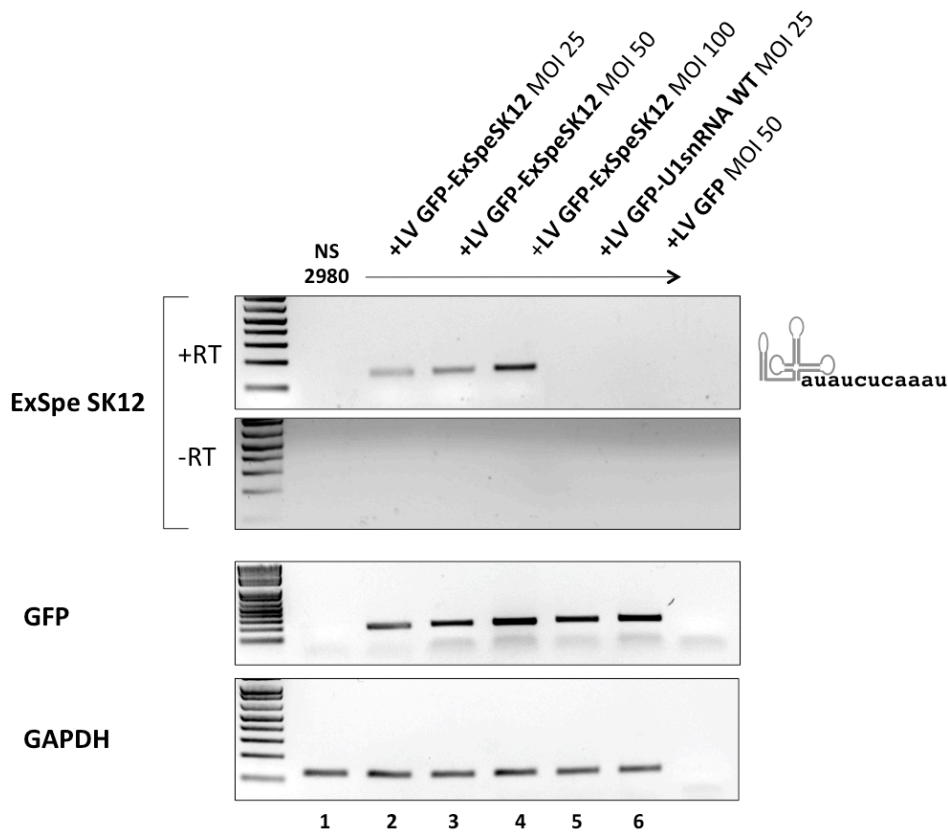 +LV GFP-ExSpeSK12 MOI 25
+LV GFP-ExSpeSK12 MOI 50
+LV GFP-ExSpeSK12 MOI 100
+LV GFP-U1snRNA WT MOI 25
+LV GFP MOI 50
NS
2980
+RT
ExSpe SK12
-RT
auaucucaaau
GFP
GAPDH
1 2 3 4 5 6